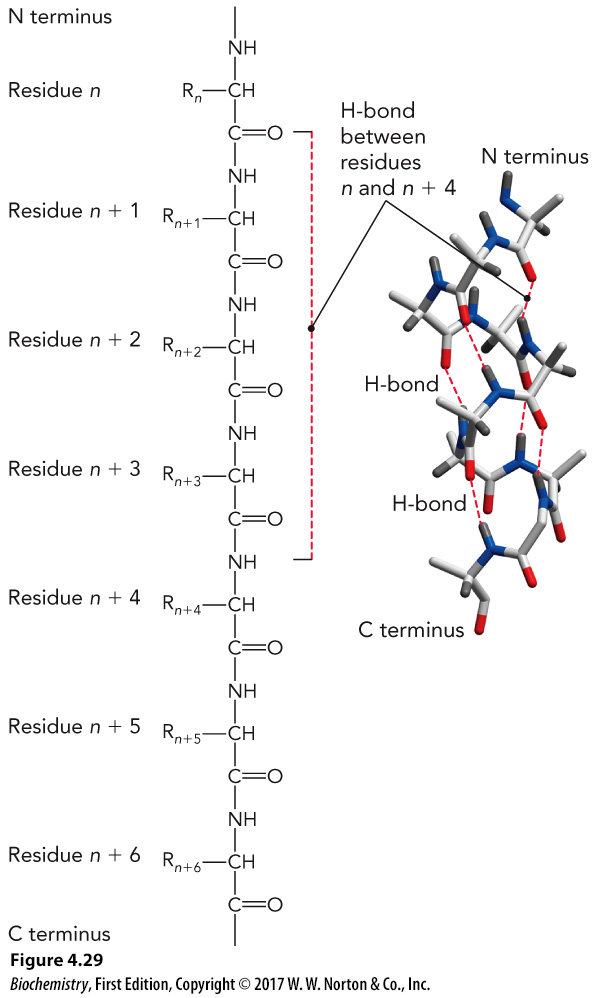 N terminus
NH
Residue n
Rn—CH
C=O
NH
Residue n + 1
Rn+1—CH
C=O
NH
Residue n + 2
Rn+2—CH
C=O
NH
Residue n + 3
Rn+3—CH
C=O
NH
Residue n + 4
Rn+4—CH
C=O
NH
Residue n + 5
Rn+5—CH
C=O
NH
Residue n + 6
Rn+6—CH
C=O
C terminus
H-bond
between
residues
n and n + 4
N terminus
H-bond
H-bond
C terminus
Figure 4.29
Biochemistry, First Edition, Copyright © 2017 W. W. Norton & Co., Inc.